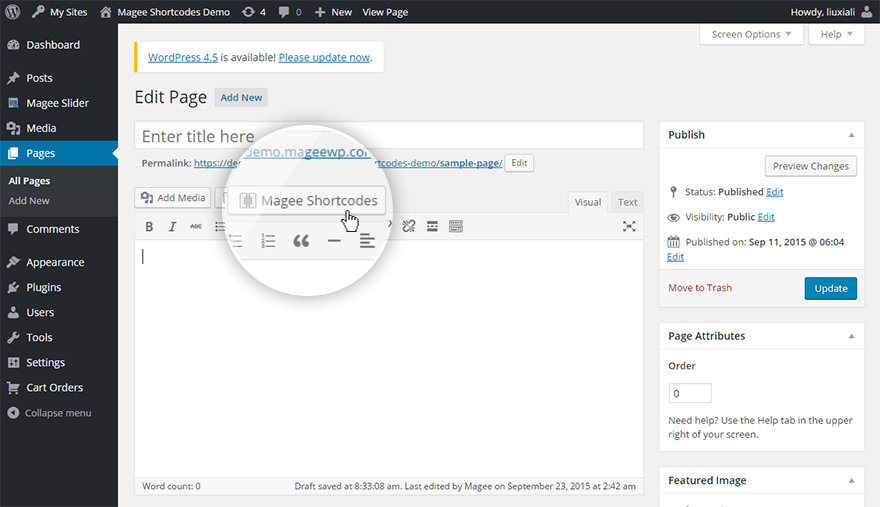 My Sites Magee Shortcodes Demo 4 0 New View Page Howdy, liuxiali
Screen Options Help
Dashboard
Posts
Magee Slider
Media
Pages
All Pages
Add New
Comments
Appearance
Plugins
Users
Tools
Settings
Cart Orders
Collapse menu
WordPress 4.5 is available! Please update now.
Edit Page Add New
Enter title here
demo.mageewp.com
Permalink: https://de rtcodes-demo/sample-page/ Edit
Add Media Magee Shortcodes Visual Text
B I ABC
Word count: 0 Draft saved at 8:33:08 am. Last edited by Magee on September 23, 2015 at 2:42 am
Publish
Preview Changes
Status: Published Edit
Visibility: Public Edit
Published on: Sep 11, 2015 @ 06:04
Edit
Move to Trash Update
Page Attributes
Order
0
Need help? Use the Help tab in the upper
right of your screen.
Featured Image